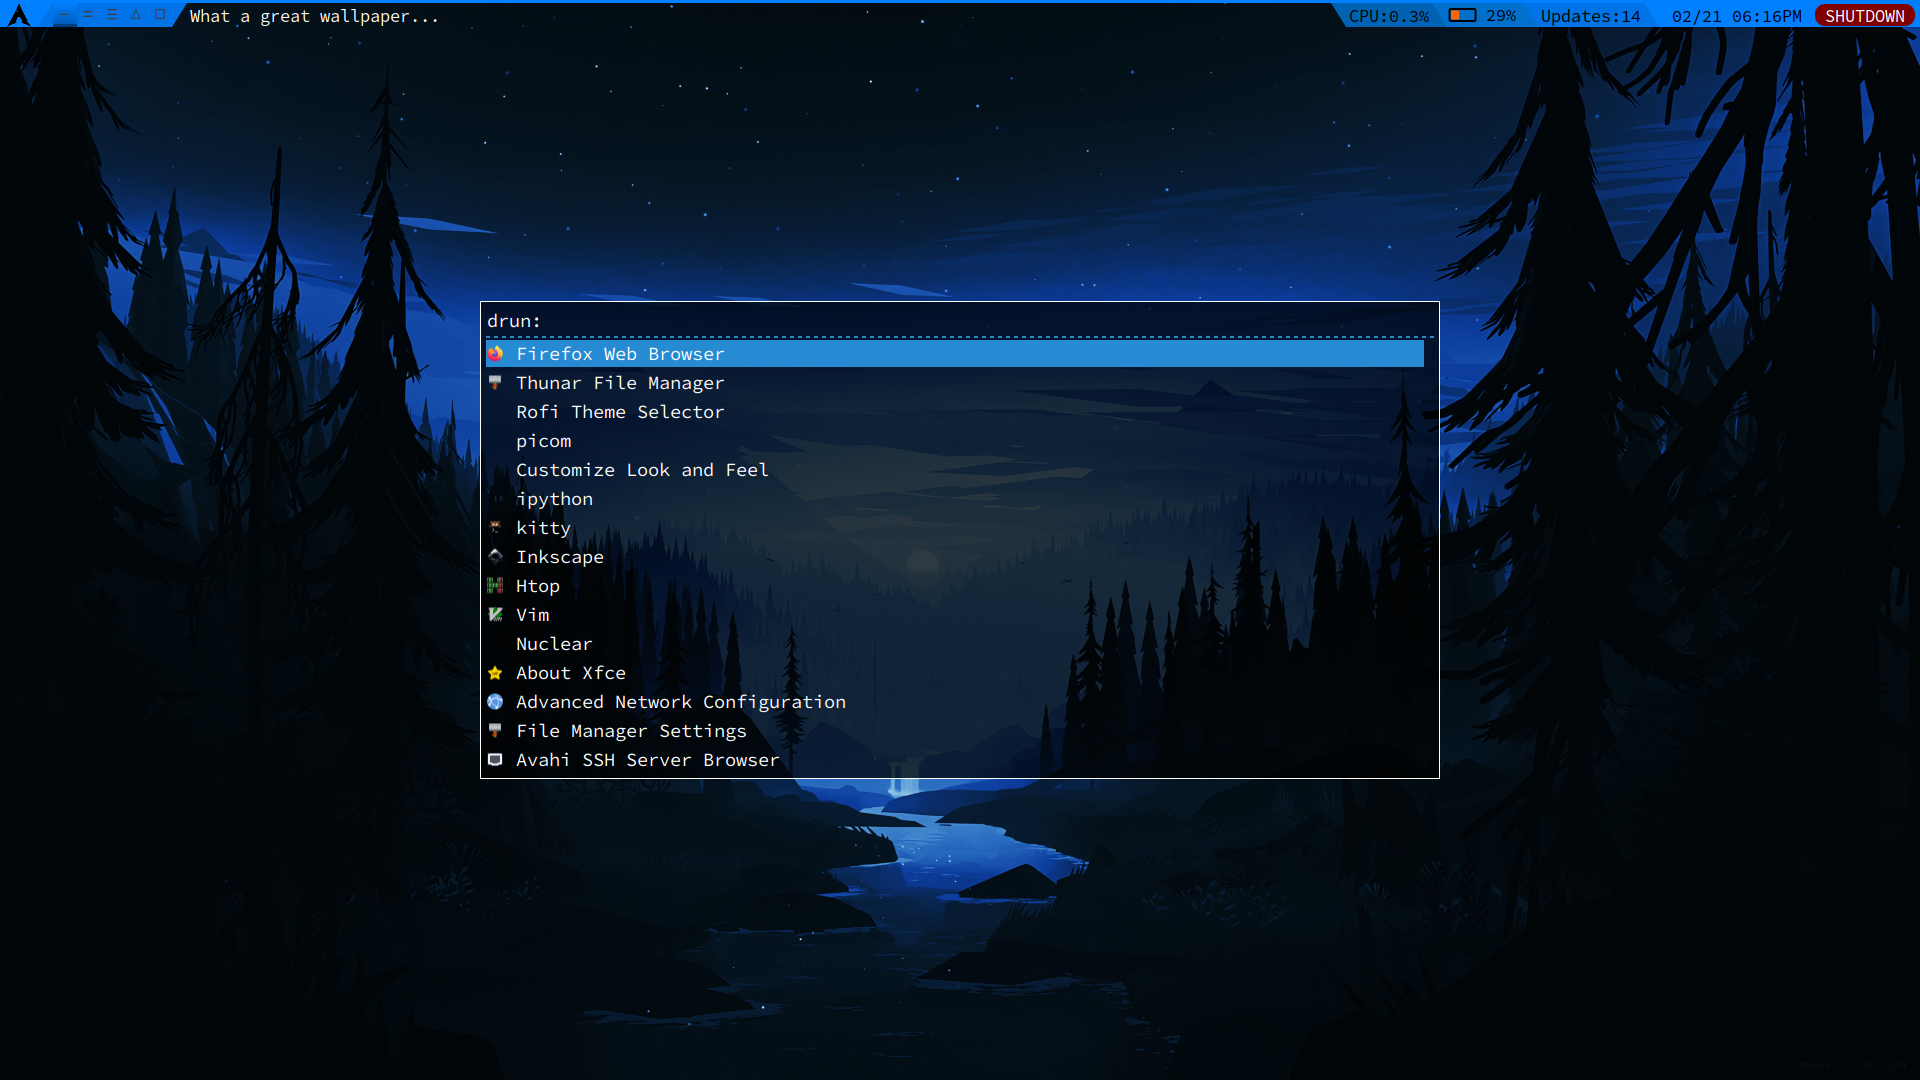 What a great wallpaper...
CPU:0.3% 29% Updates:14 02/21 06:16PM SHUTDOWN
drun:
Firefox Web Browser
Thunar File Manager
Rofi Theme Selector
picom
Customize Look and Feel
ipython
kitty
Inkscape
Htop
Vim
Nuclear
About Xfce
Advanced Network Configuration
File Manager Settings
Avahi SSH Server Browser